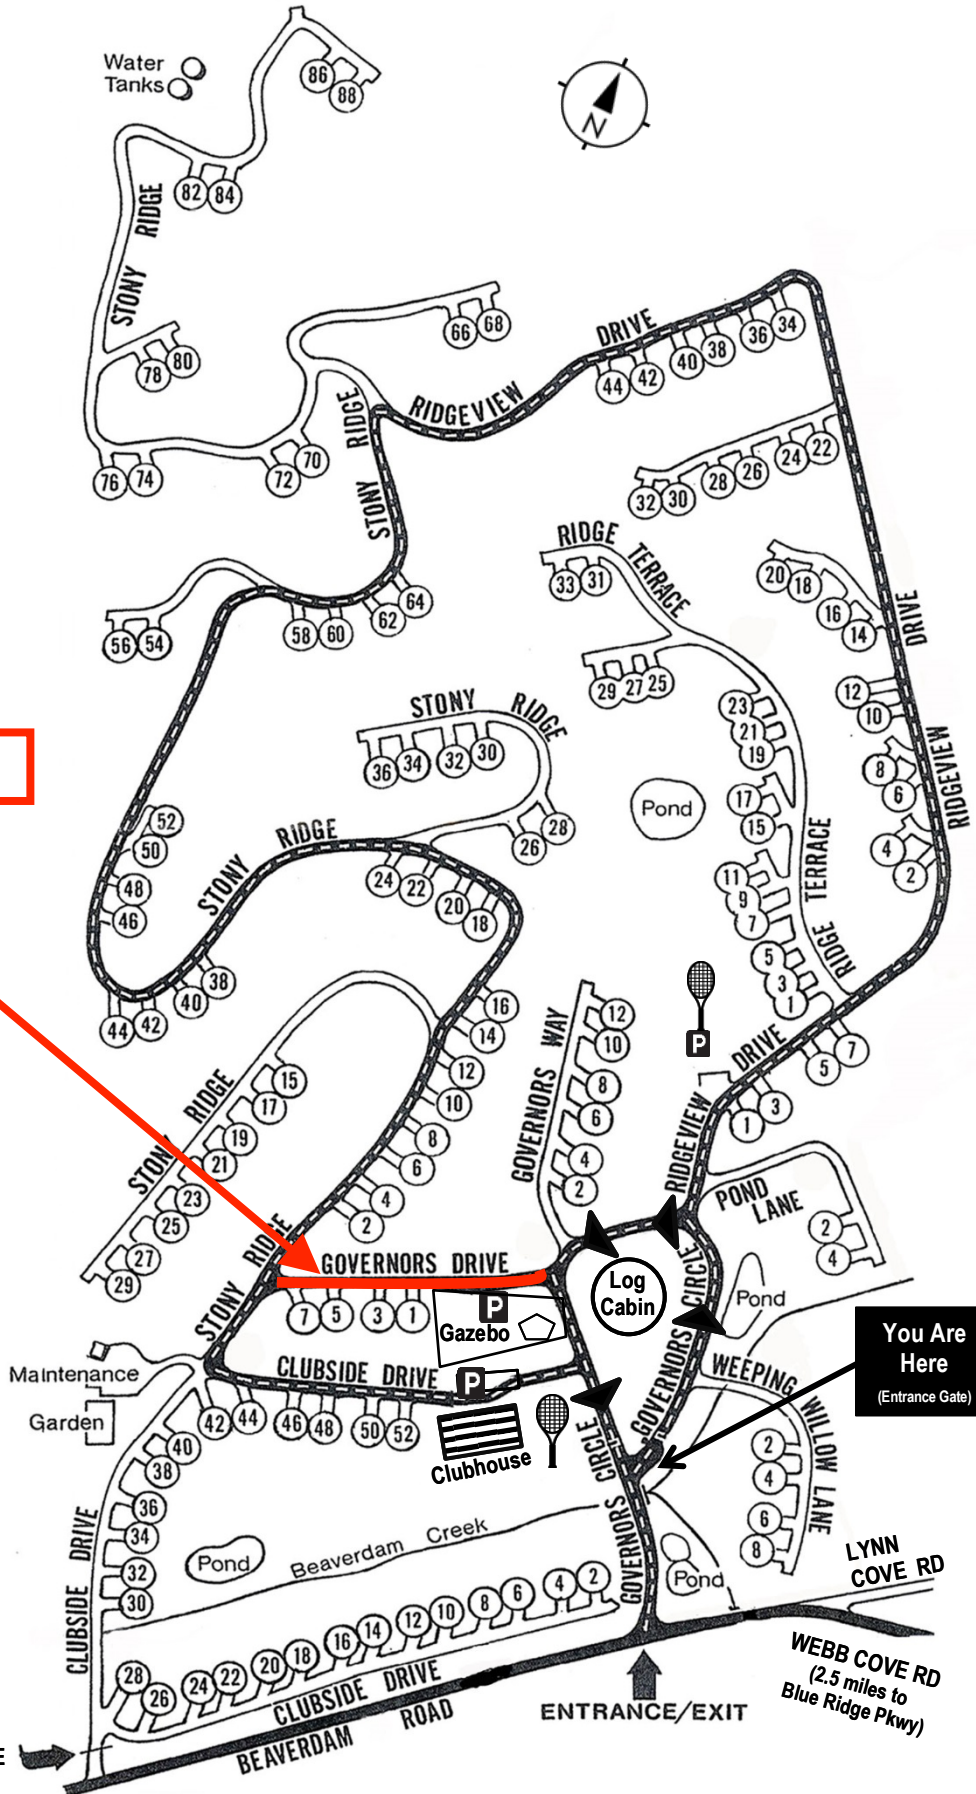 Water
Tanks
86
88
N
82
84
STONY RIDGE
78
80
66
68
76
74
72
70
STONY RIDGE
RIDGEVIEW DRIVE
44
42
40
38
36
34
32
30
28
26
24
22
RIDGE TERRACE
33
31
29
27
25
20
18
16
14
RIDGEVIEW DRIVE
12
10
8
6
4
2
56
54
58
60
62
64
STONY RIDGE
36
34
32
30
28
26
Pond
23
21
19
17
15
11
9
7
5
3
1
RIDGE TERRACE
52
50
48
46
44
42
40
38
STONY RIDGE
24
22
20
18
16
14
12
10
8
6
4
2
STONY RIDGE
15
17
19
21
23
25
27
29
GOVERNORS WAY
12
10
8
6
4
2
P
RIDGEVIEW DRIVE
7
5
3
1
POND
LANE
2
4
Pond
STONY RIDGE
GOVERNORS DRIVE
7
5
3
1
P
Gazebo
Log
Cabin
GOVERNORS CIRCLE
You Are
Here
(Entrance Gate)
Maintenance
Garden
CLUBSIDE DRIVE
P
42
44
46
48
50
52
Clubhouse
GOVERNORS CIRCLE
WEEPING WILLOW LANE
2
4
6
8
40
38
36
34
32
30
CLUBSIDE DRIVE
Pond
Beaverdam Creek
Pond
LYNN
COVE RD
28
26
24
22
20
18
16
14
12
10
8
6
4
2
CLUBSIDE DRIVE
BEAVERDAM ROAD
ENTRANCE/EXIT
WEBB COVE RD
(2.5 miles to
Blue Ridge Pkwy)
E